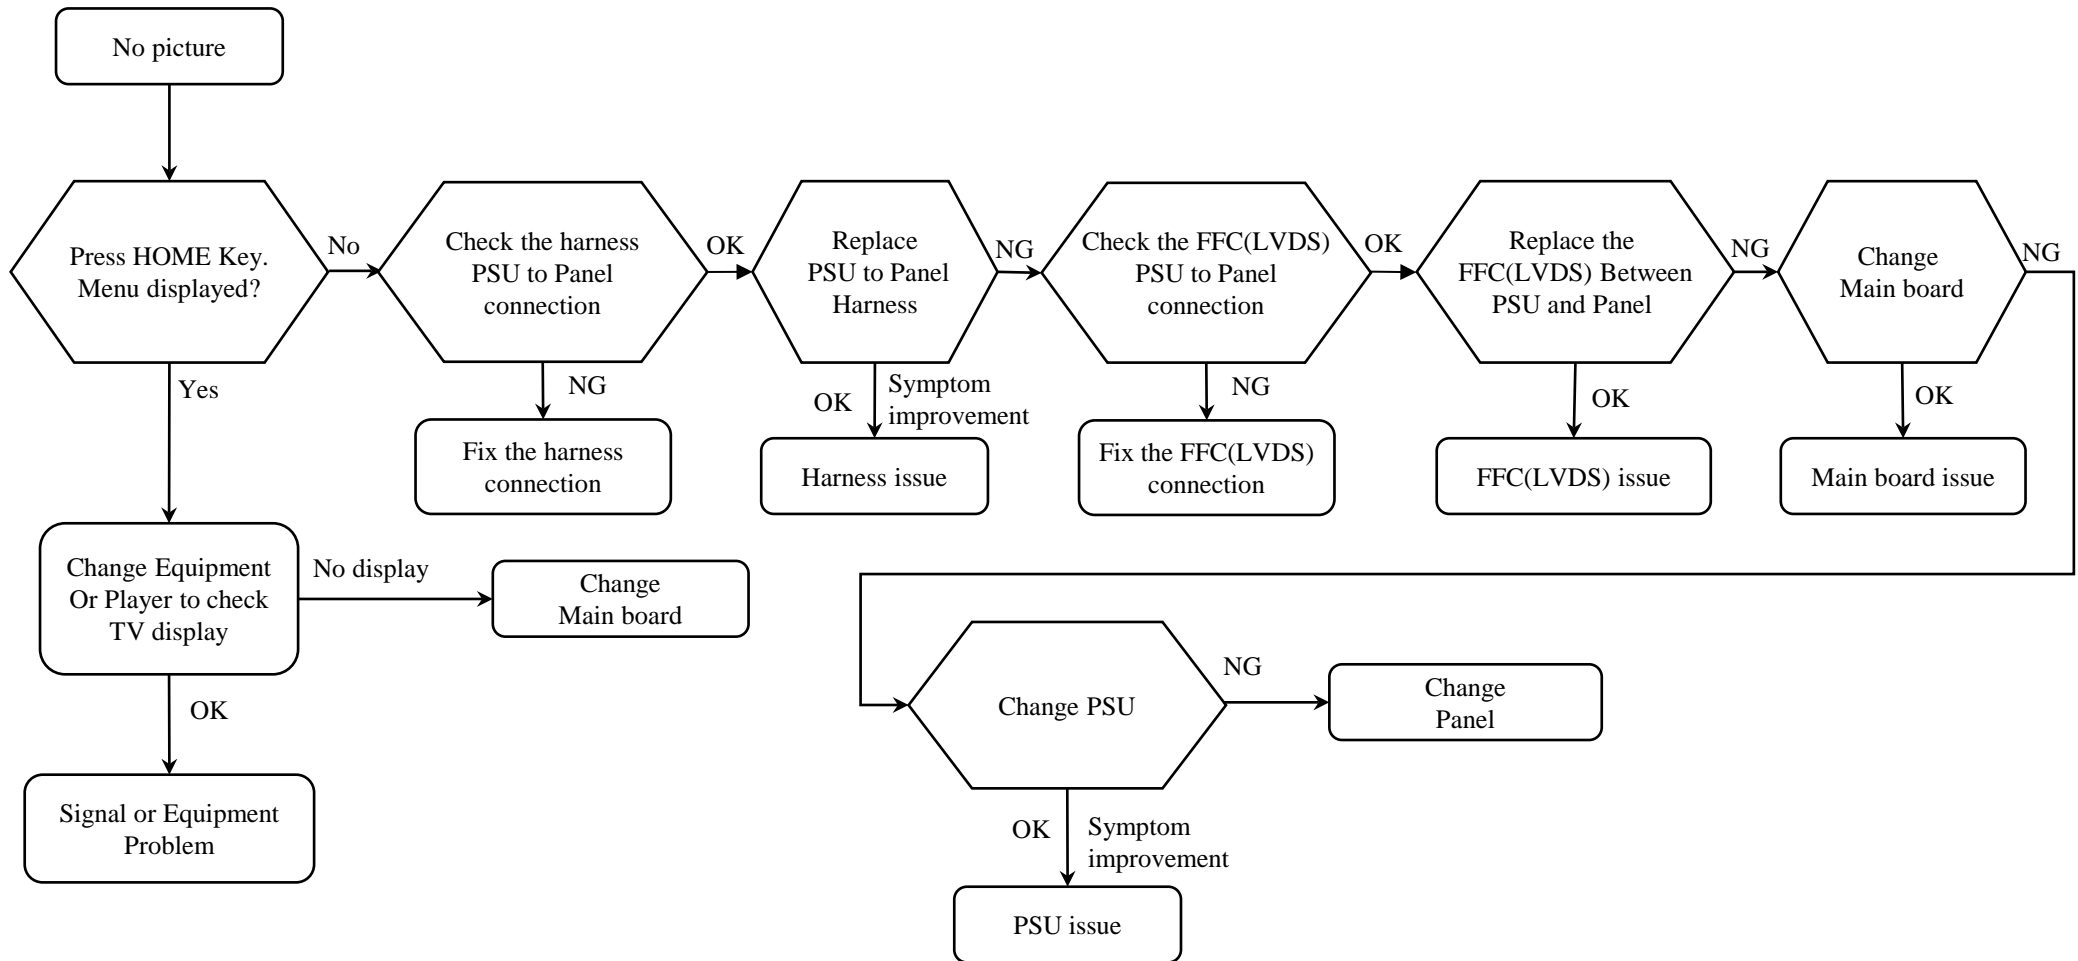 No picture
Press HOME Key.
Menu displayed?
No
Check the harness
PSU to Panel
connection
OK
Replace
PSU to Panel
Harness
NG
Check the FFC(LVDS)
PSU to Panel
connection
OK
Replace the
FFC(LVDS) Between
PSU and Panel
NG
Change
Main board
NG
Yes
NG
OK
Symptom
improvement
NG
OK
OK
Fix the harness
connection
Harness issue
Fix the FFC(LVDS)
connection
FFC(LVDS) issue
Main board issue
Change Equipment
Or Player to check
TV display
No display
Change
Main board
OK
Signal or Equipment
Problem
Change PSU
NG
Change
Panel
OK
Symptom
improvement
PSU issue